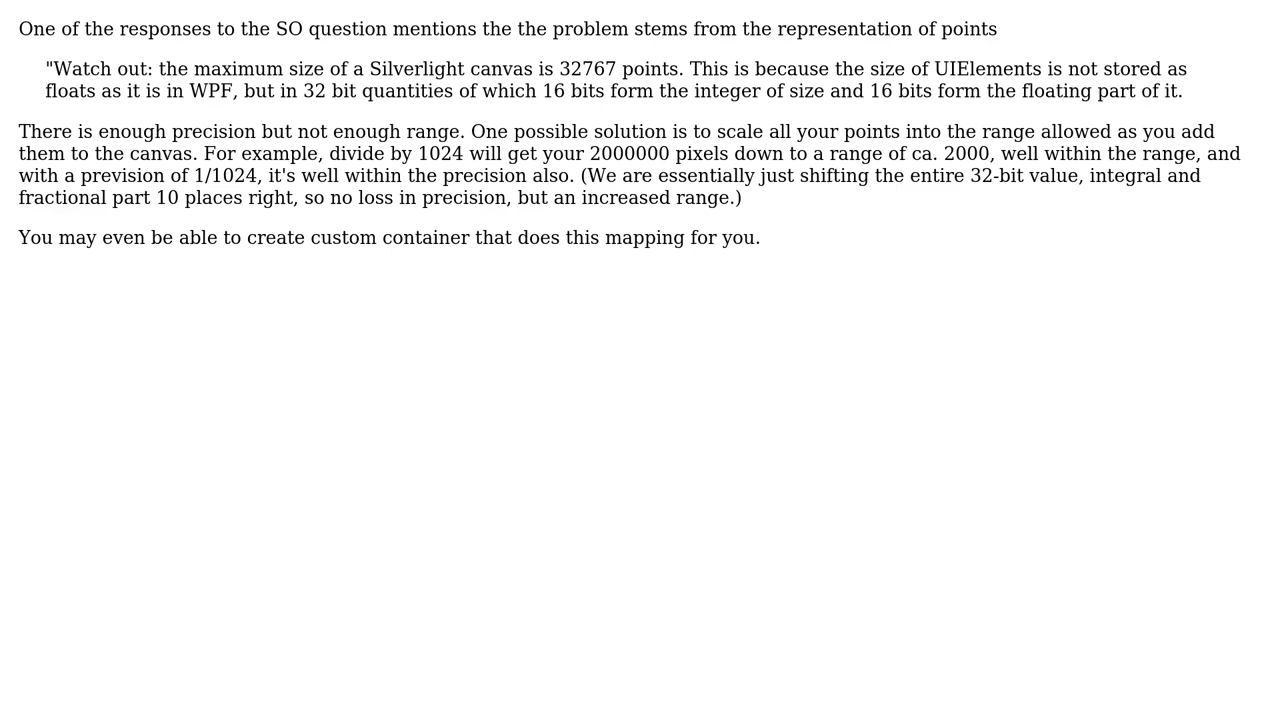 One of the responses to the SO question mentions the the problem stems from the representation of points
"Watch out: the maximum size of a Silverlight canvas is 32767 points. This is because the size of UIElements is not stored as
floats as it is in WPF, but in 32 bit quantities of which 16 bits form the integer of size and 16 bits form the floating part of it.
There is enough precision but not enough range. One possible solution is to scale all your points into the range allowed as you add
them to the canvas. For example, divide by 1024 will get your 2000000 pixels down to a range of ca. 2000, well within the range, and
with a prevision of 1/1024, it's well within the precision also. (We are essentially just shifting the entire 32-bit value, integral and
fractional part 10 places right, so no loss in precision, but an increased range.)
You may even be able to create custom container that does this mapping for you.